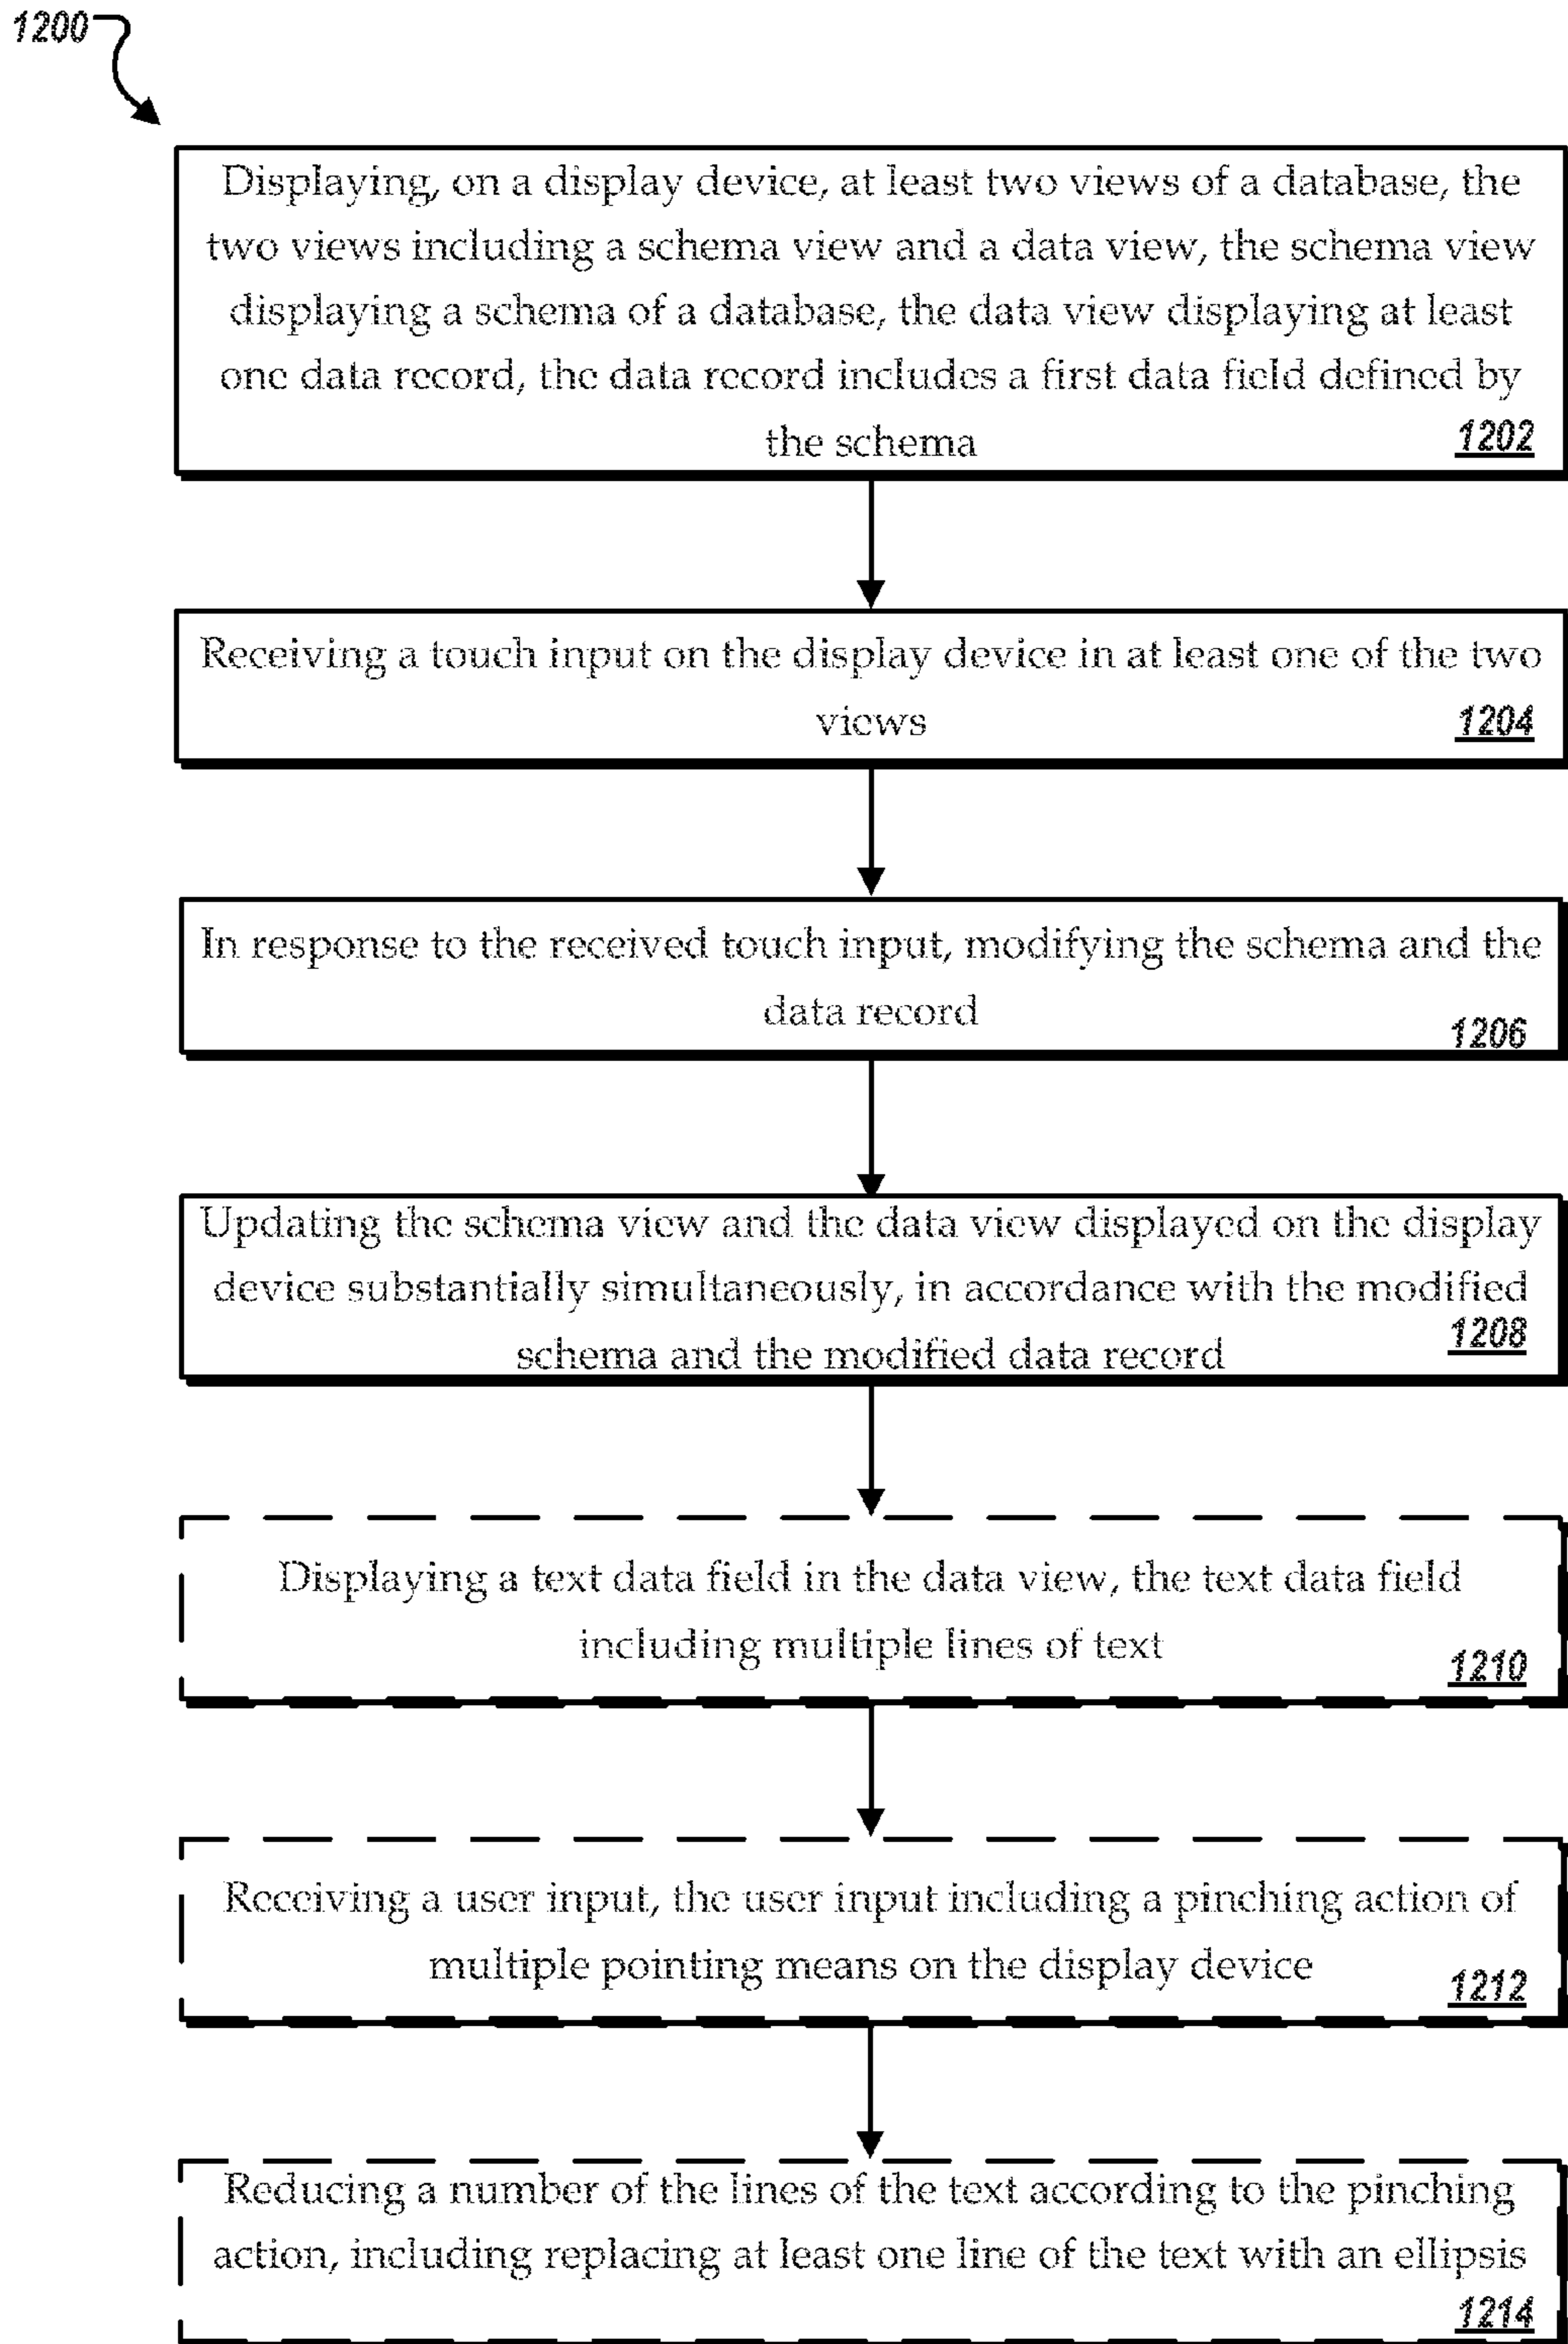 1200
Displaying, on a display device, at least two views of a database, the
two views including a schema view and a data view, the schema view
displaying a schema of a database, the data view displaying at least
one data record, the data record includes a first data field defined by
the schema
1202
Receiving a touch input on the display device in at least one of the two
views
1204
In response to the received touch input, modifying the schema and the
data record
1206
Updating the schema view and the data view displayed on the display
device substantially simultaneously, in accordance with the modified
schema and the modified data record
1208
Displaying a text data field in the data view, the text data field
including multiple lines of text
1210
Receiving a user input, the user input including a pinching action of
multiple pointing means on the display device
1212
Reducing a number of the lines of the text according to the pinching
action, including replacing at least one line of the text with an ellipsis
1214